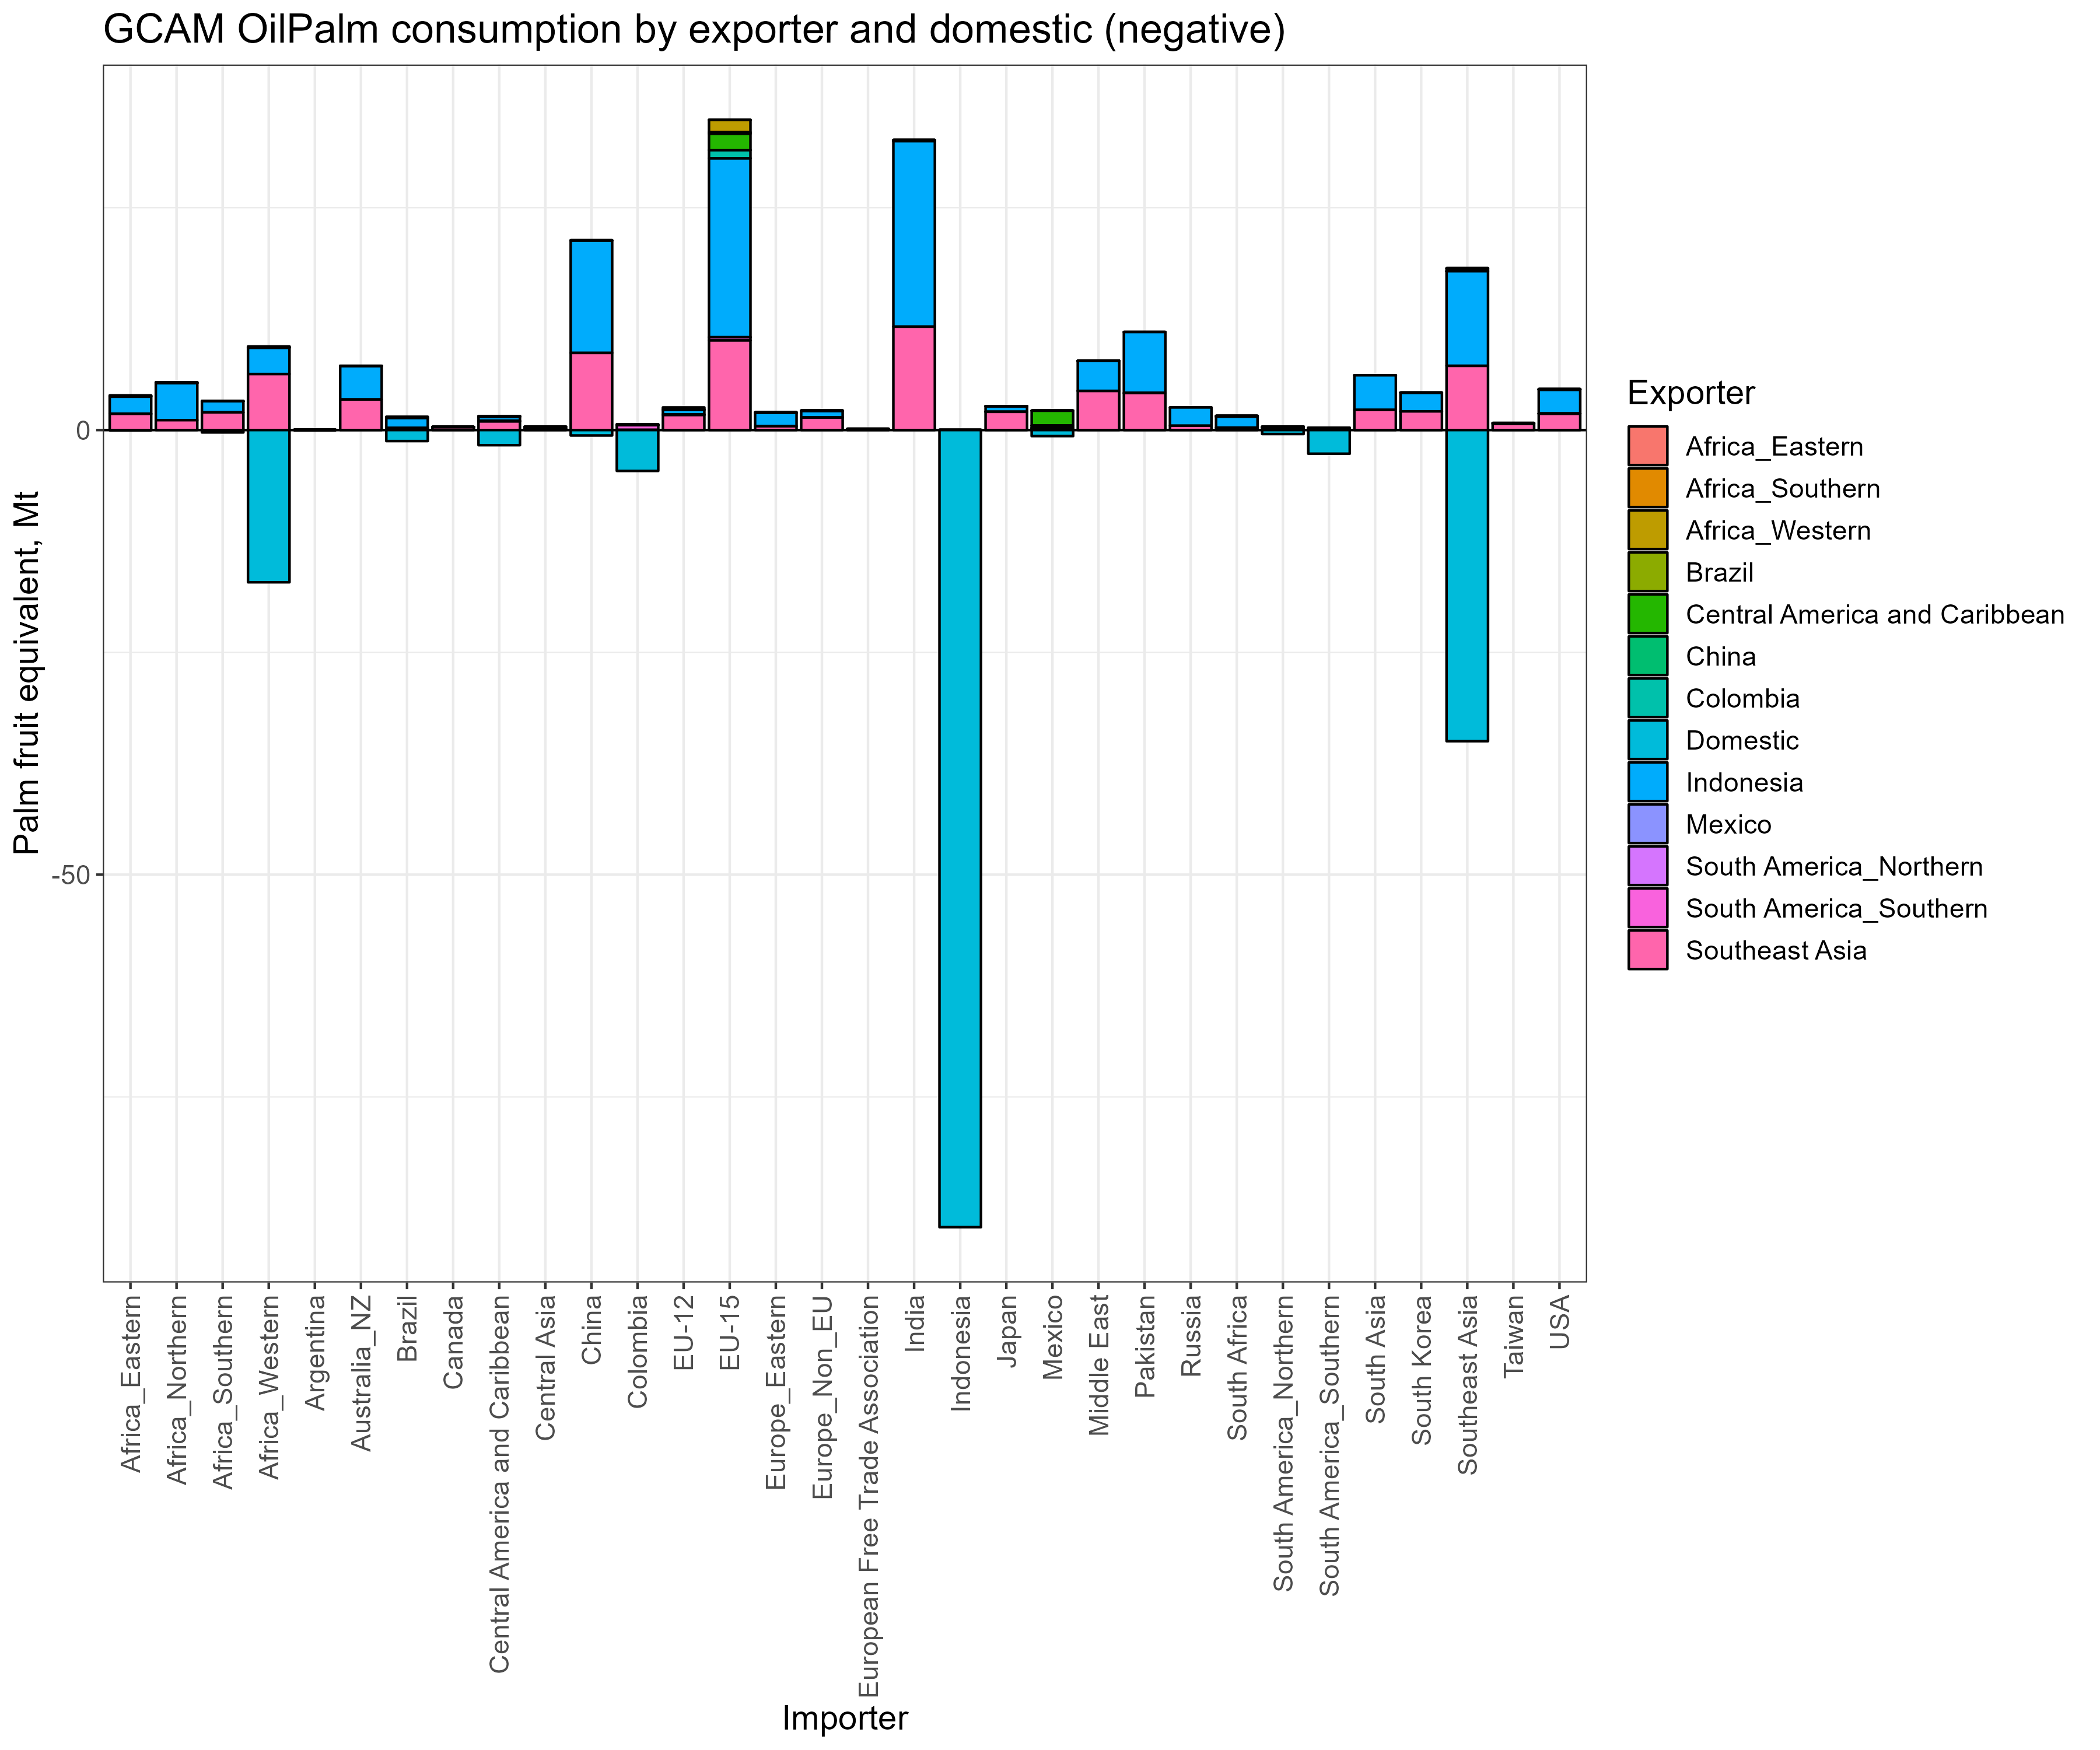 GCAM OilPalm consumption by exporter and domestic (negative)
Palm fruit equivalent, Mt
0
-50
Africa_Eastern
Africa_Northern
Africa_Southern
Africa_Western
Argentina
Australia_NZ
Brazil
Canada
Central America and Caribbean
Central Asia
China
Colombia
EU-12
EU-15
Europe_Eastern
Europe_Non_EU
European Free Trade Association
India
Indonesia
Japan
Mexico
Middle East
Pakistan
Russia
South Africa
South America_Northern
South America_Southern
South Asia
South Korea
Southeast Asia
Taiwan
USA
Importer
Exporter
Africa_Eastern
Africa_Southern
Africa_Western
Brazil
Central America and Caribbean
China
Colombia
Domestic
Indonesia
Mexico
South America_Northern
South America_Southern
Southeast Asia